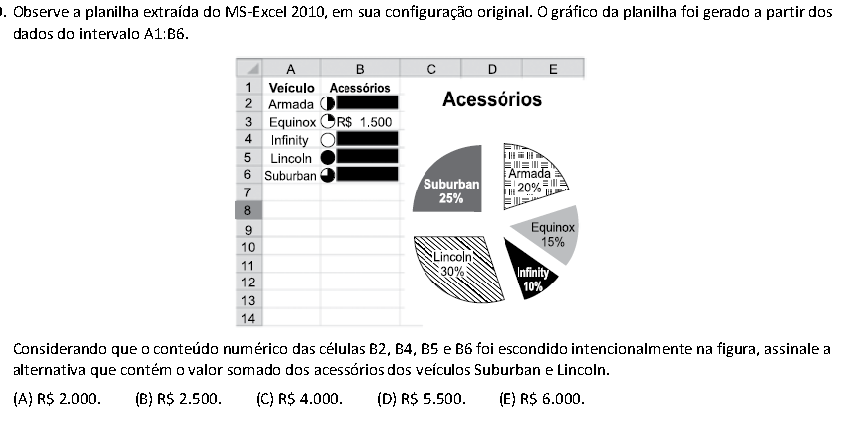 . Observe a planilha extraída do MS-Excel 2010, em sua configuração original. O gráfico da planilha foi gerado a partir dos
dados do intervalo A1:B6.
A B C D E
1 Veículo Acessórios
2 Armada
3 Equinox R$ 1.500
4 Infinity
5 Lincoln
6 Suburban
7
8
9
10
11
12
13
14
Acessórios
Suburban
25%
Armada
20%
Equinox
15%
Lincoln
30%
Infinity
10%
Considerando que o conteúdo numérico das células B2, B4, B5 e B6 foi escondido intencionalmente na figura, assinale a
alternativa que contém o valor somado dos acessórios dos veículos Suburban e Lincoln.
(A) R$ 2.000. (B) R$ 2.500. (C) R$ 4.000. (D) R$ 5.500. (E) R$ 6.000.